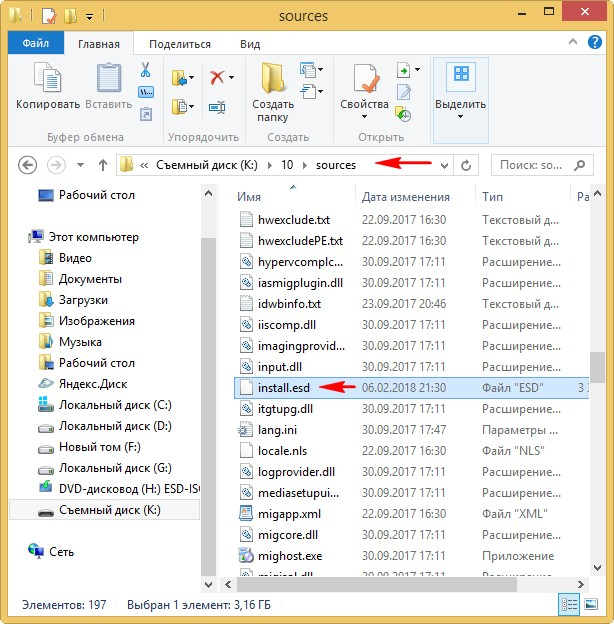 sources
Файл Главная Поделиться Вид
Копировать Вставить Создать папку Свойства Выделить
Буфер обмена Упорядочить Создать Открыть
« Съемный диск (K:) 10 sources Поиск: so...
Рабочий стол
Этот компьютер
Видео
Документы
Загрузки
Изображения
Музыка
Рабочий стол
Яндекс.Диск
Локальный диск (C:)
Локальный диск (D:)
Новый том (F:)
Локальный диск (G:)
DVD-дисковод (H:) ESD-ISO
Съемный диск (K:)
Сеть
Имя Дата изменения Тип Ра
hwexclude.txt 22.09.2017 16:30 Текстовый д...
hwexcludePE.txt 22.09.2017 16:30 Текстовый д...
hypervcomplc... 30.09.2017 17:11 Расширение...
iasmigplugin.dll 30.09.2017 17:11 Расширение...
idwbinfo.txt 23.09.2017 20:46 Текстовый д...
iiscomp.dll 30.09.2017 17:11 Расширение...
imagingprovid... 30.09.2017 17:11 Расширение...
input.dll 30.09.2017 17:11 Расширение...
install.esd 06.02.2018 21:30 Файл "ESD" 3
itgtupg.dll 30.09.2017 17:11 Расширение...
lang.ini 30.09.2017 17:47 Параметры ...
locale.nls 22.09.2017 16:30 Файл "NLS"
logprovider.dll 30.09.2017 17:11 Расширение...
mediasetupui... 30.09.2017 17:11 Расширение...
migapp.xml 22.09.2017 16:30 Файл "XML"
migcore.dll 30.09.2017 17:11 Расширение...
mighost.exe 30.09.2017 17:11 Приложение
Элементов: 197 Выбран 1 элемент: 3,16 ГБ